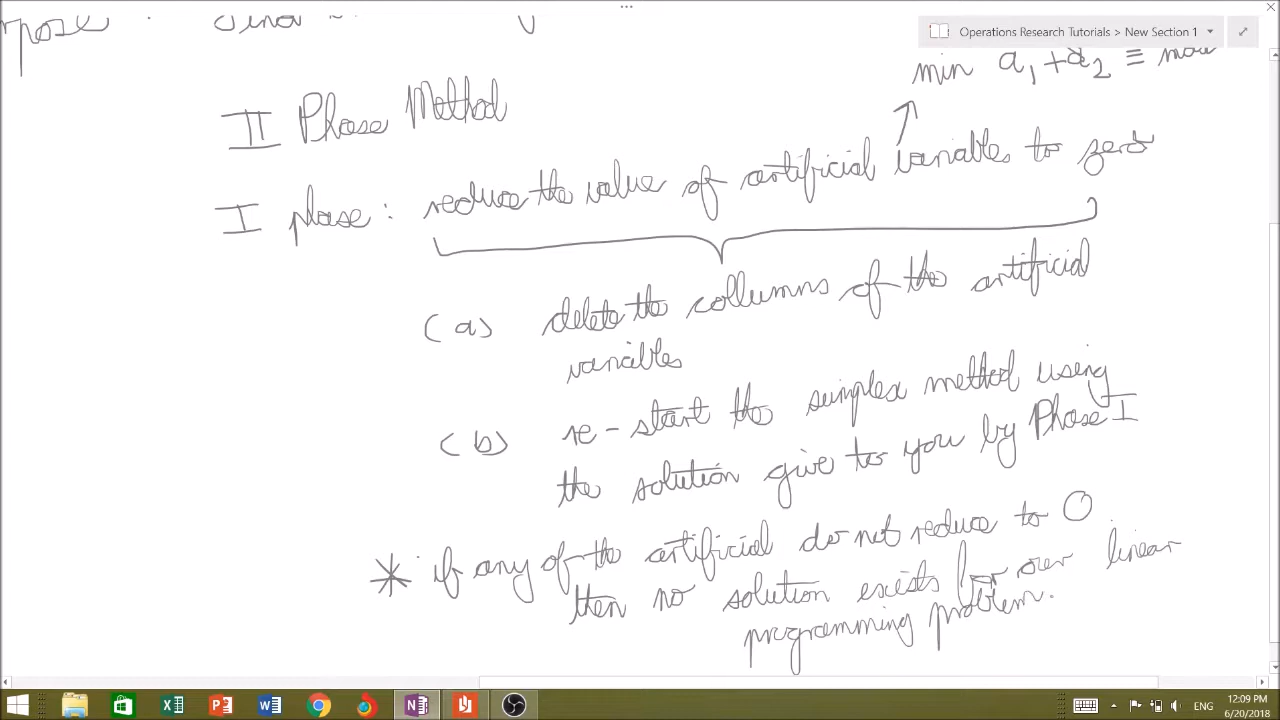 Operations Research Tutorials > New Section 1
min a₁ + a₂ ≡
II Phase Method
I phase : reduce the value of artificial variables to zero
(a) delete the collumns of the artificial
variables
(b) re-start the simplex method using
the solution give to you by Phase I
* if any of the artificial do not reduce to 0
then no solution exists for our linear
programming problem.
12:09 PM
ENG
6/20/2018